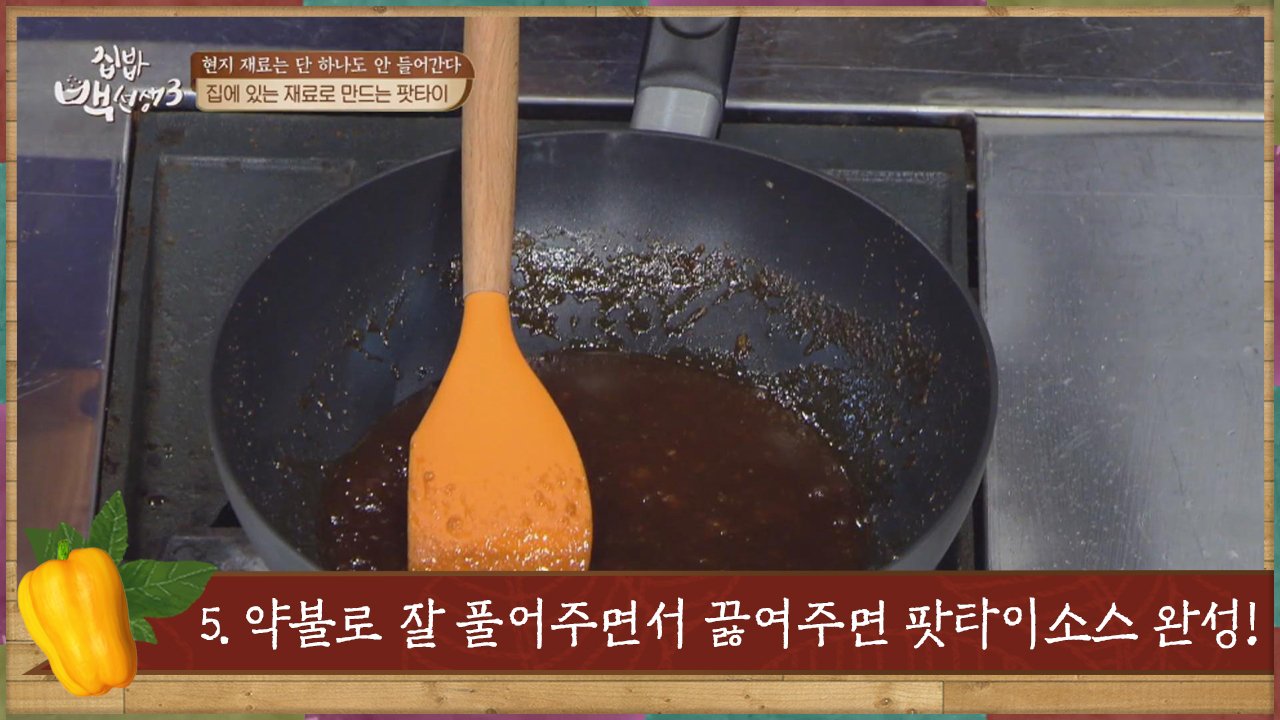 집밥
백선생3
현지 재료는 단 하나도 안 들어간다
집에 있는 재료로 만드는 팟타이
5. 약불로 잘 풀어주면서 끓여주면 팟타이소스 완성!